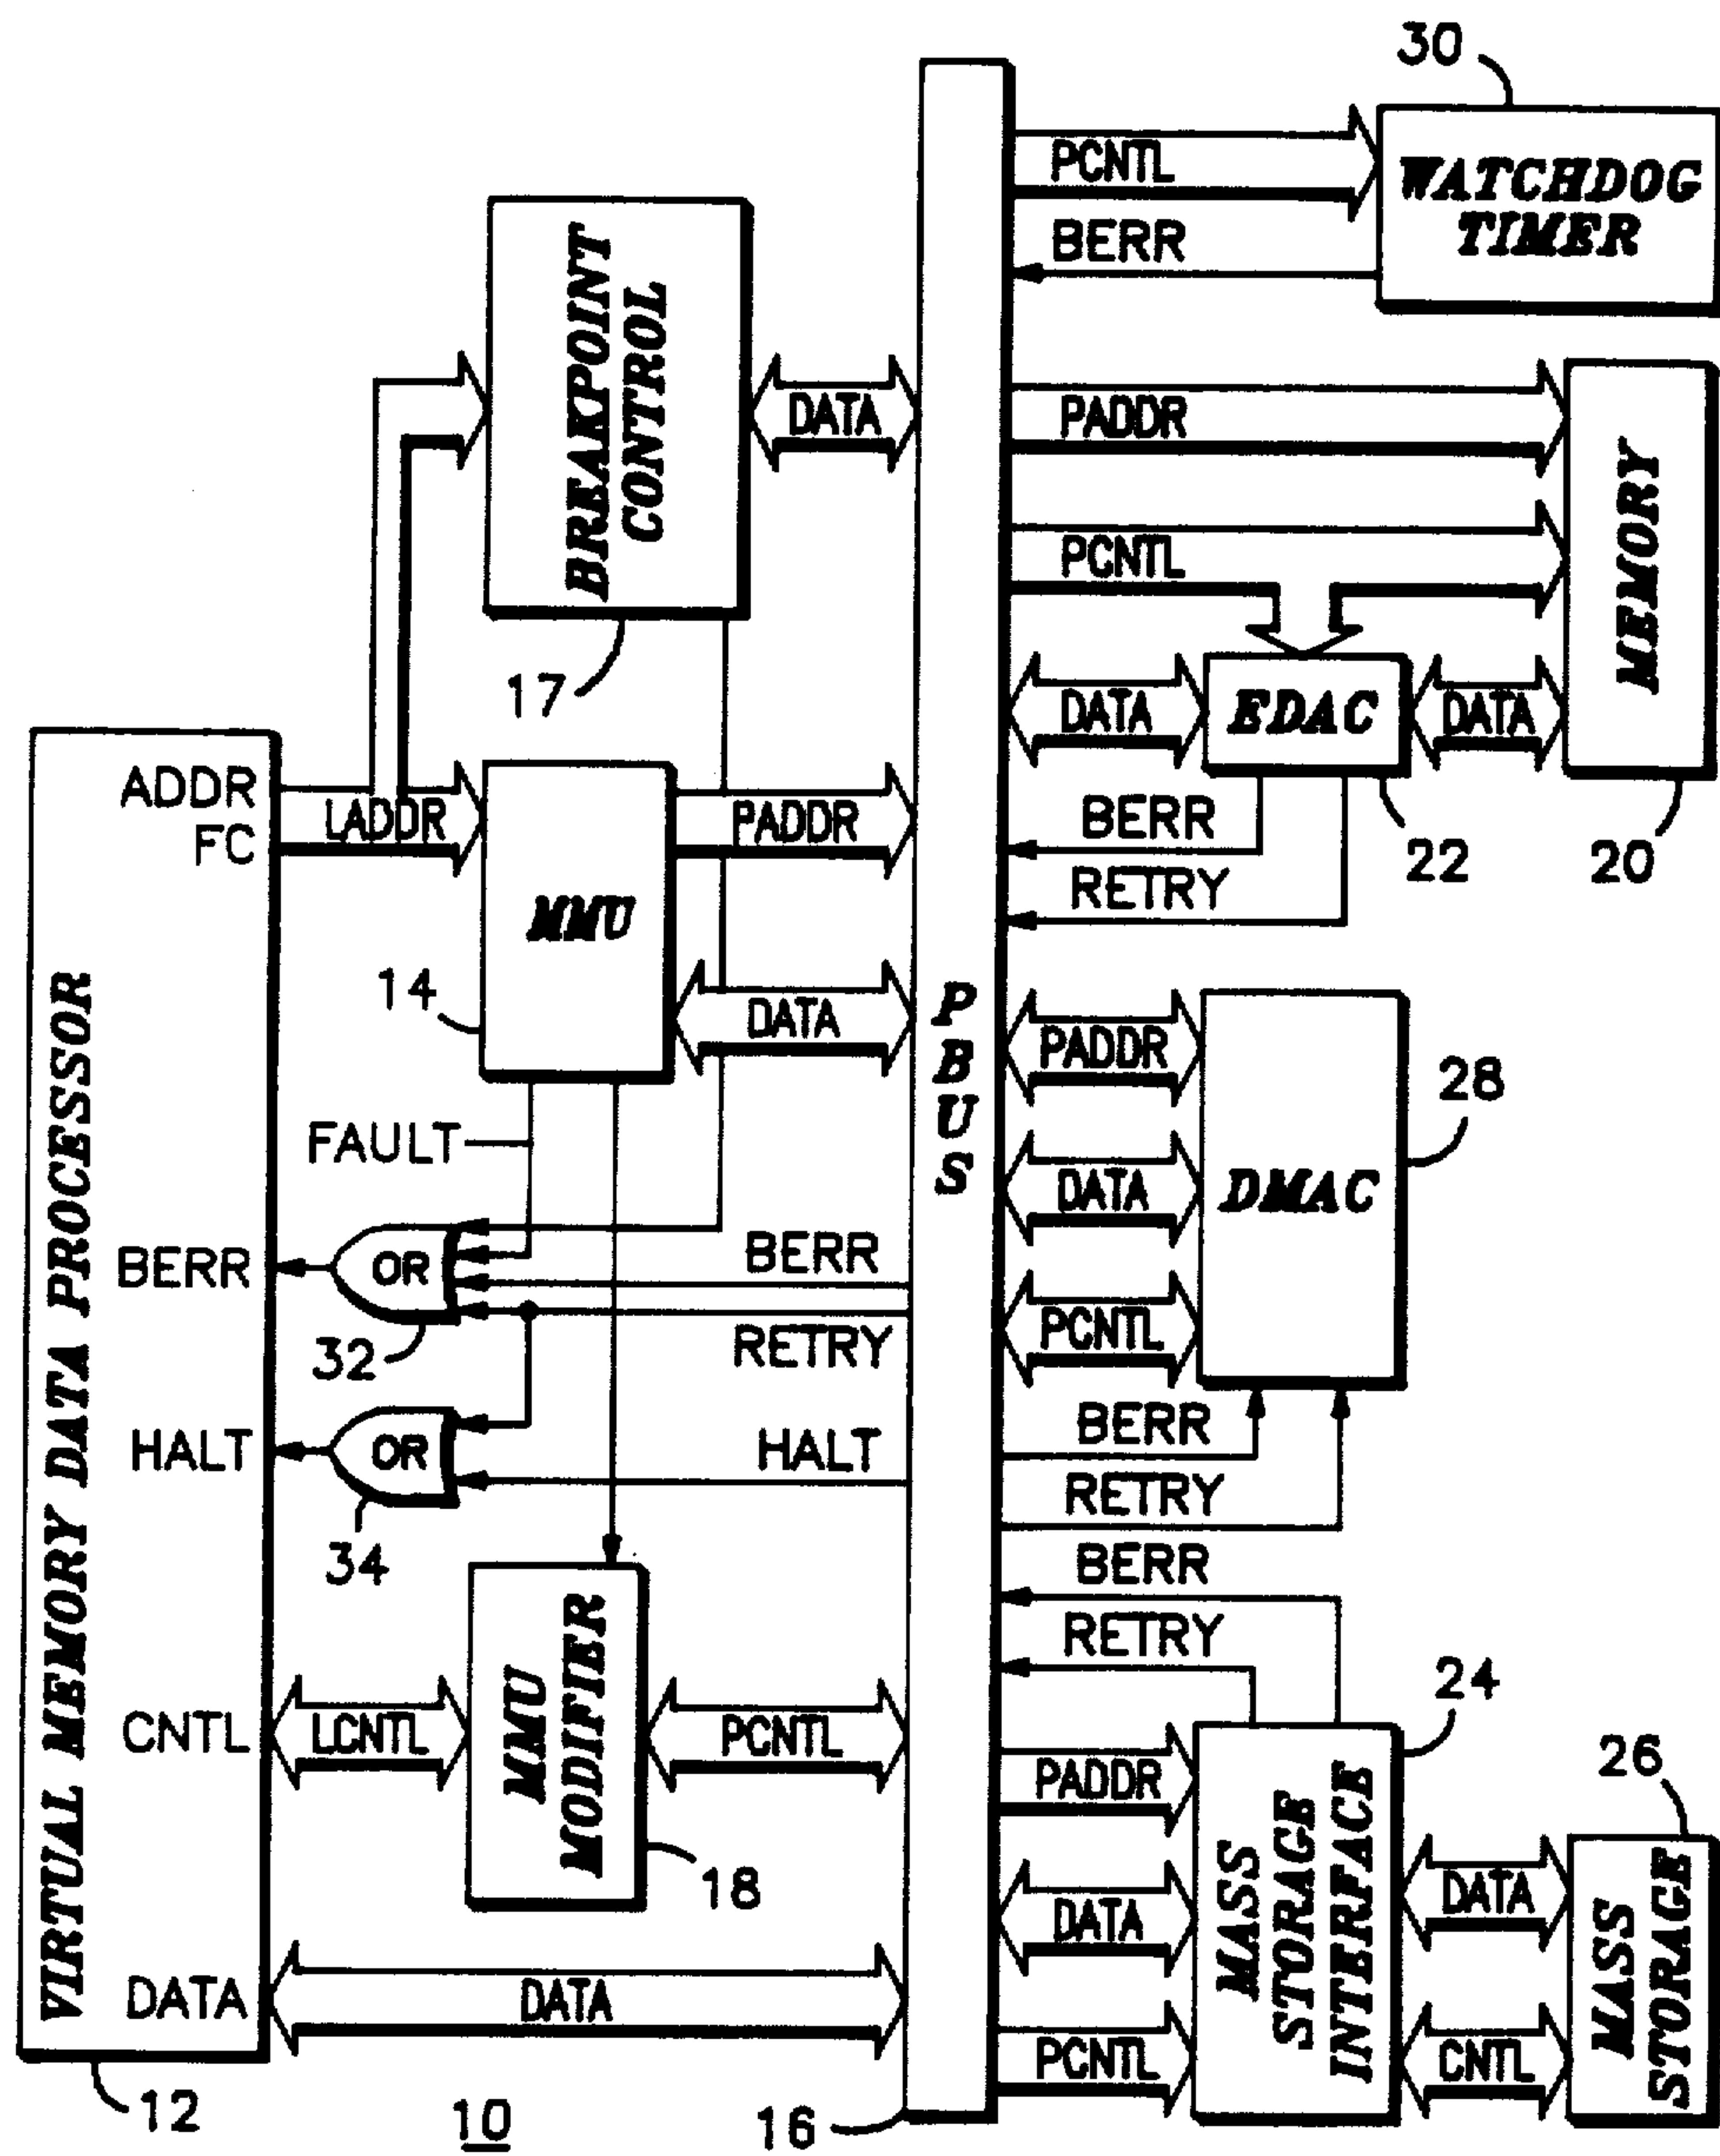 30
PCNTL
WATCHDOG
TIMER
BERR
BREAKPOINT
CONTROL
DATA
PADDR
PCNTL
MEMORY
17
DATA
EDAC
DATA
ADDR
FC
LADDR
PADDR
BERR
22
20
RETRY
MMU
14
DATA
P
B
U
S
PADDR
28
FAULT
DATA
DMAC
VIRTUAL MEMORY DATA PROCESSOR
BERR
OR
BERR
32
RETRY
PCNTL
HALT
OR
HALT
BERR
RETRY
34
BERR
RETRY
MMU
MODIFIER
24
CNTL
LCNTL
PCNTL
PADDR
26
MASS
STORAGE
INTERFACE
18
DATA
DATA
MASS
STORAGE
DATA
DATA
PCNTL
CNTL
12
10
16